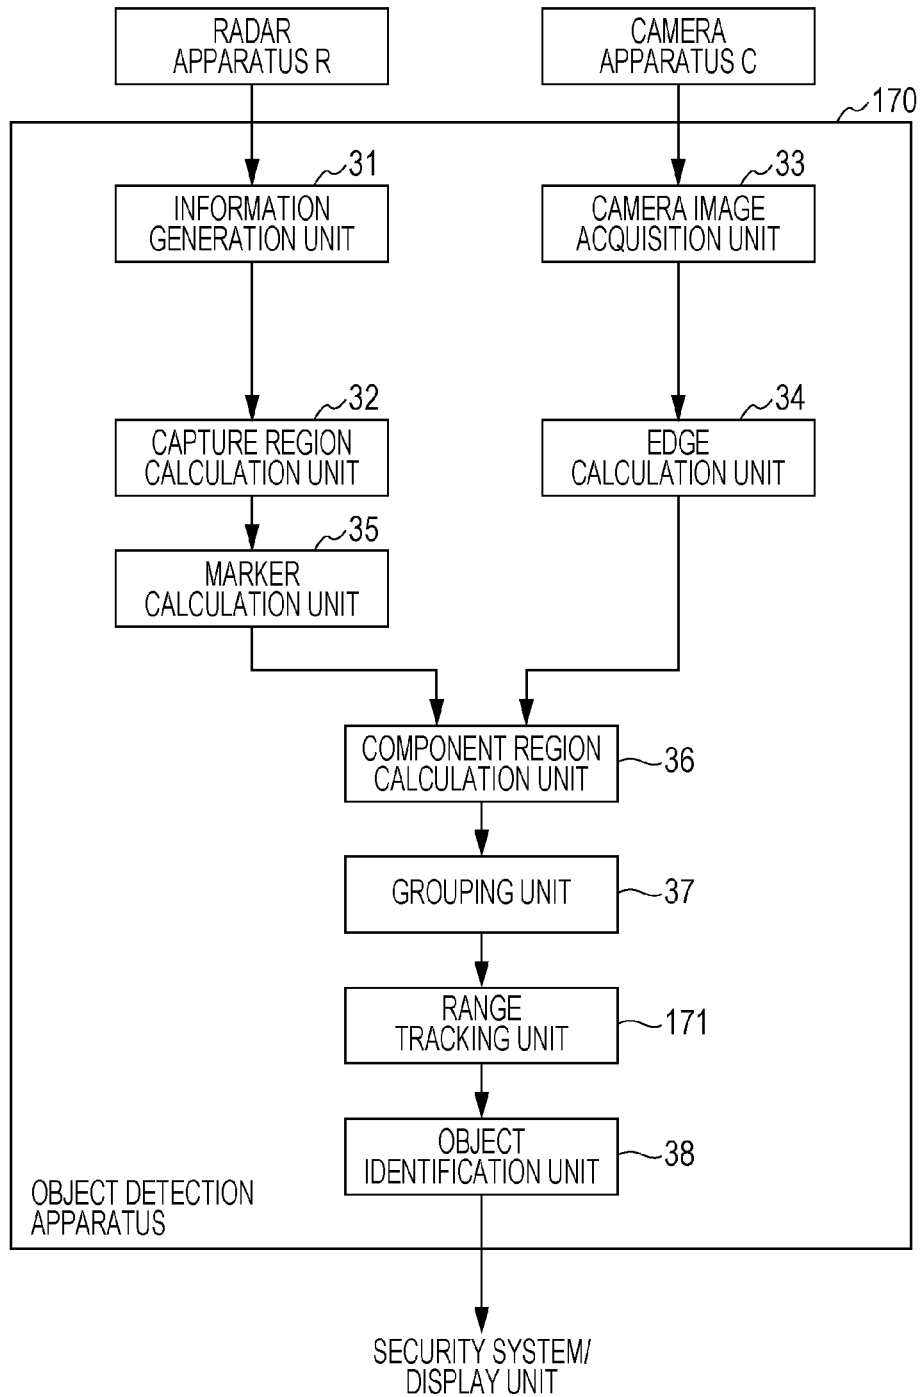 RADAR
APPARATUS R
CAMERA
APPARATUS C
170
31
INFORMATION
GENERATION UNIT
33
CAMERA IMAGE
ACQUISITION UNIT
32
CAPTURE REGION
CALCULATION UNIT
34
EDGE
CALCULATION UNIT
35
MARKER
CALCULATION UNIT
COMPONENT REGION
CALCULATION UNIT
36
GROUPING UNIT
37
RANGE
TRACKING UNIT
171
OBJECT
IDENTIFICATION UNIT
38
OBJECT DETECTION
APPARATUS
SECURITY SYSTEM/
DISPLAY UNIT